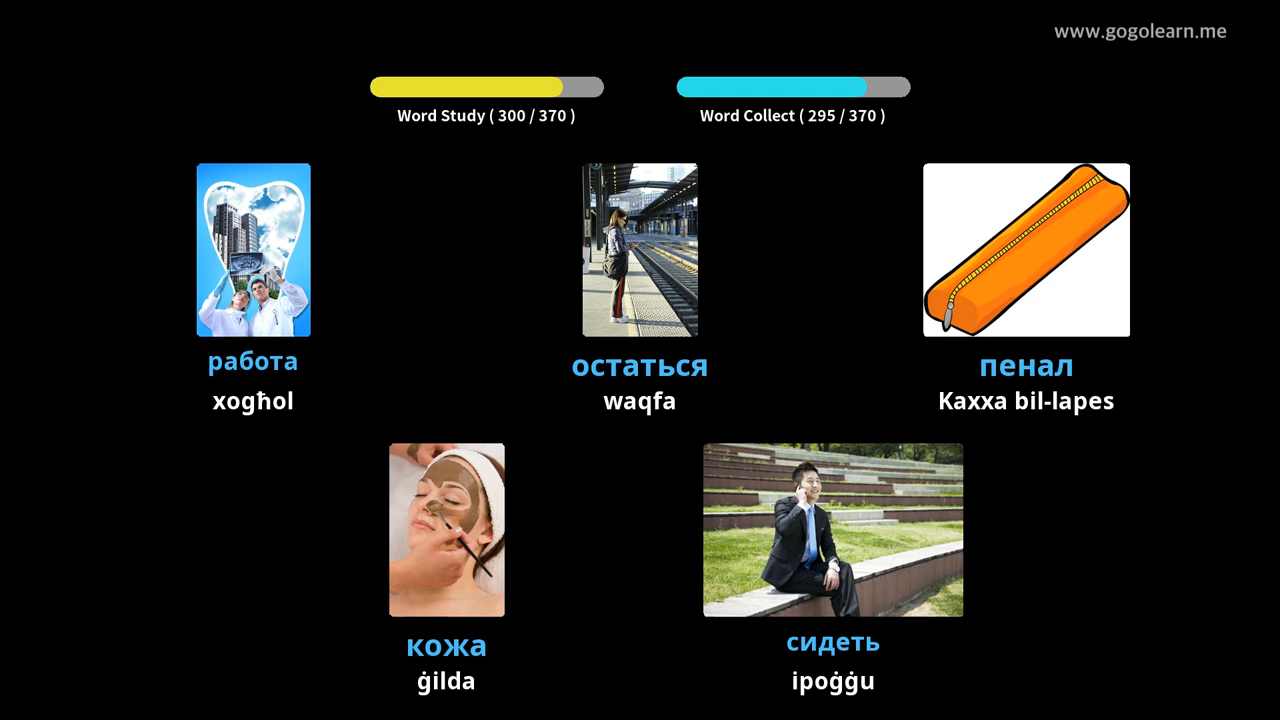 www.gogolearn.me
Word Study ( 300 / 370 )
Word Collect ( 295 / 370 )
работа
остаться
пенал
xogħol
waqfa
Kaxxa bil-lapes
кожа
сидеть
ġilda
ipoġġu